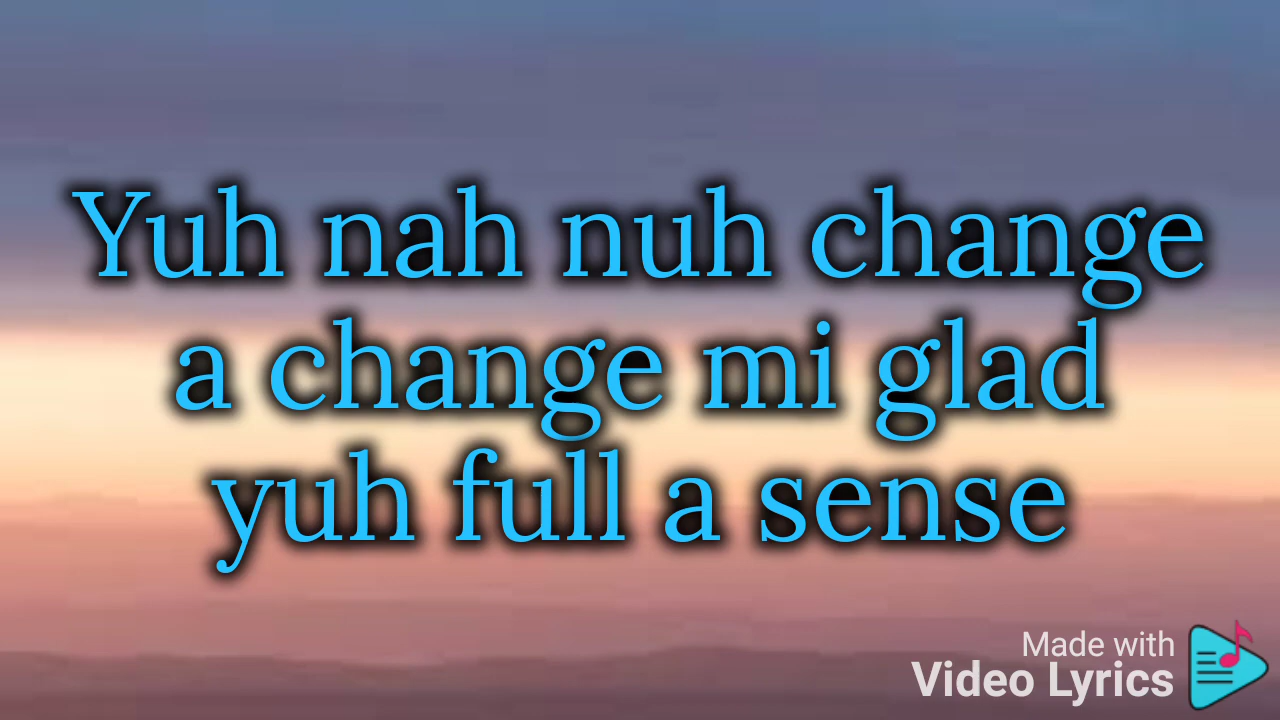 Yuh nah nuh change
a change mi glad
yuh full a sense
Made with
Video Lyrics